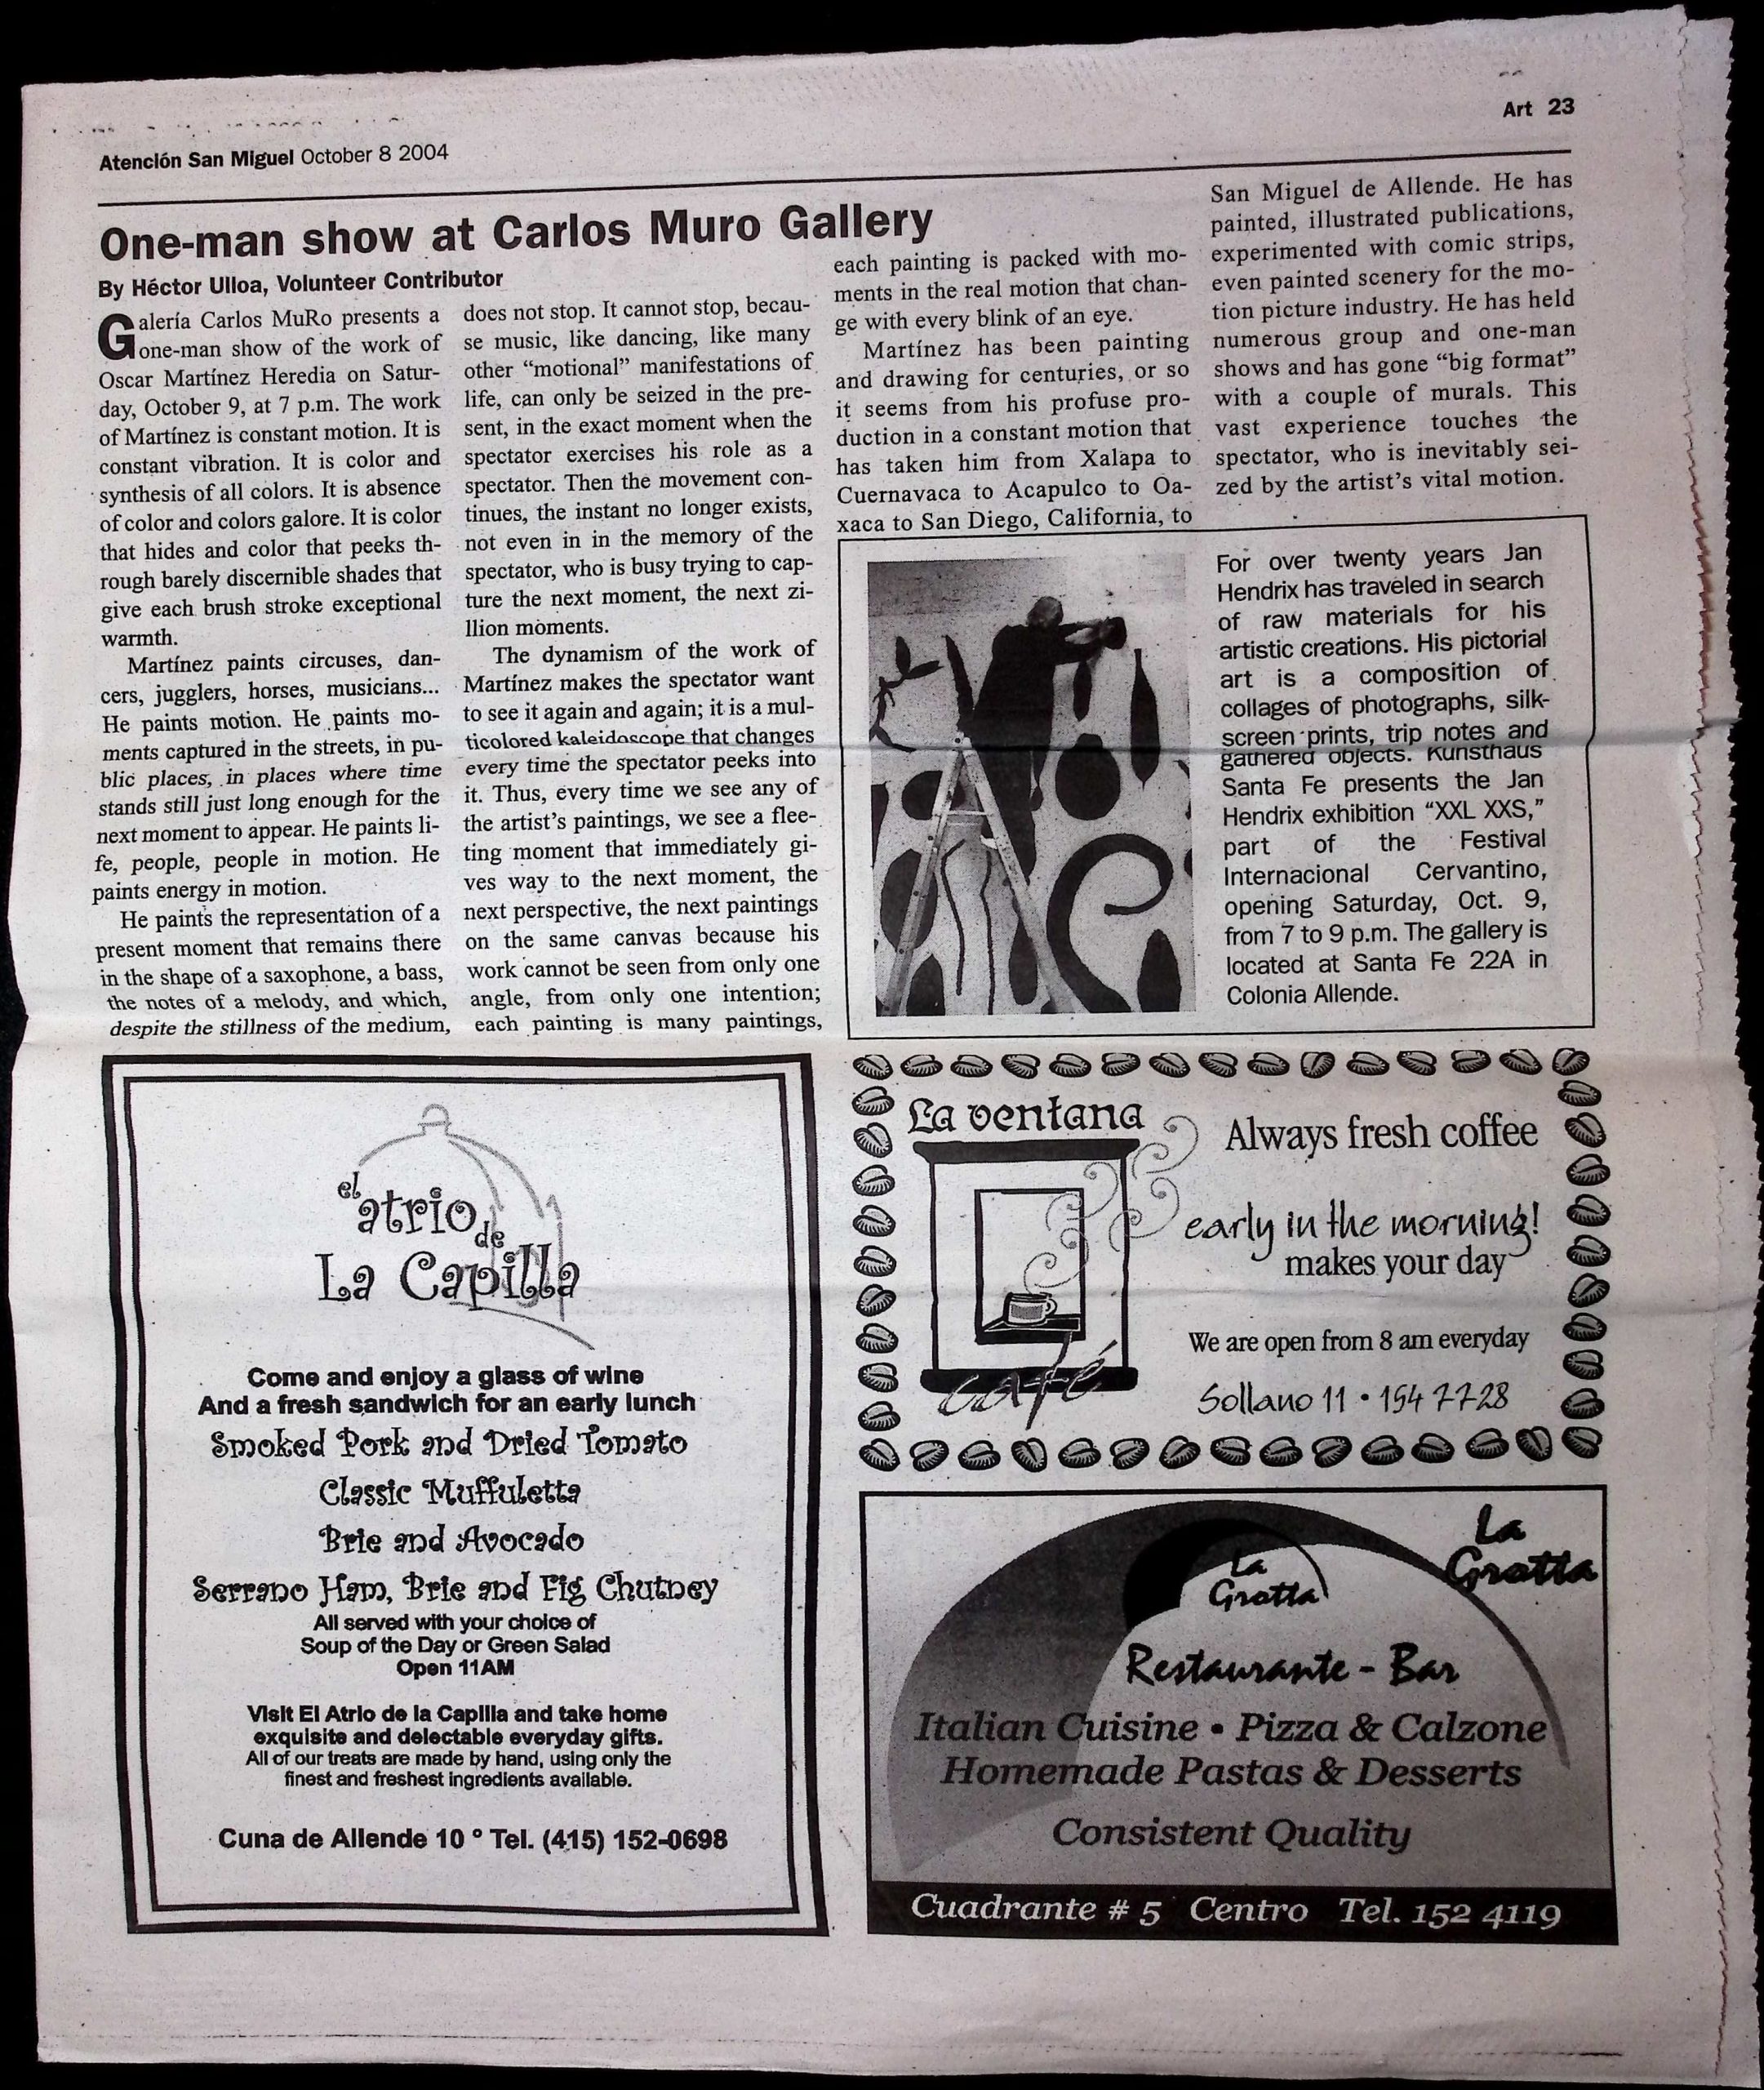 Art 23
Atención San Miguel October 8 2004
One-man show at Carlos Muro Gallery
By Héctor Ulloa, Volunteer Contributor
Galería Carlos MuRo presents a
one-man show of the work of
Oscar Martínez Heredia on Satur-
day, October 9, at 7 p.m. The work
of Martínez is constant motion. It is
constant vibration. It is color and
synthesis of all colors. It is absence
of color and colors galore. It is color
that hides and color that peeks th-
rough barely discernible shades that
give each brush stroke exceptional
warmth.
Martínez paints circuses, dan-
cers, jugglers, horses, musicians...
He paints motion. He paints mo-
ments captured in the streets, in pu-
blic places, in places where time
stands still just long enough for the
next moment to appear. He paints li-
fe, people, people in motion. He
paints energy in motion.
He paints the representation of a
present moment that remains there
in the shape of a saxophone, a bass,
the notes of a melody, and which,
despite the stillness of the medium,
does not stop. It cannot stop, becau-
se music, like dancing, like many
other "motional" manifestations of
life, can only be seized in the pre-
sent, in the exact moment when the
spectator exercises his role as a
spectator. Then the movement con-
tinues, the instant no longer exists,
not even in in the memory of the
spectator, who is busy trying to cap-
ture the next moment, the next zi-
llion moments.
The dynamism of the work of
Martínez makes the spectator want
to see it again and again; it is a mul-
ticolored kaleidoscope that changes
every time the spectator peeks into
it. Thus, every time we see any of
the artist's paintings, we see a flee-
ting moment that immediately gi-
ves way to the next moment, the
next perspective, the next paintings
on the same canvas because his
work cannot be seen from only one
angle, from only one intention;
each painting is many paintings,
each painting is packed with mo-
ments in the real motion that chan-
ge with every blink of an eye.
Martínez has been painting
and drawing for centuries, or so
it seems from his profuse pro-
duction in a constant motion that
has taken him from Xalapa to
Cuernavaca to Acapulco to Oa-
xaca to San Diego, California, to
San Miguel de Allende. He has
painted, illustrated publications,
experimented with comic strips,
even painted scenery for the mo-
tion picture industry. He has held
numerous group and one-man
shows and has gone "big format"
with a couple of murals. This
vast experience touches the
spectator, who is inevitably sei-
zed by the artist's vital motion.
For over twenty years Jan
Hendrix has traveled in search
of raw materials for his
artistic creations. His pictorial
art is a composition of
collages of photographs, silk-
screen prints, trip notes and
gathered objects. Kunsthaus
Santa Fe presents the Jan
Hendrix exhibition "XXL XXS,"
part of the Festival
Internacional Cervantino,
opening Saturday, Oct. 9,
from 7 to 9 p.m. The gallery is
located at Santa Fe 22A in
Colonia Allende.
el
atrio
de
La Capilla
Come and enjoy a glass of wine
And a fresh sandwich for an early lunch
Smoked Pork and Dried Tomato
Classic Muffuletta
Brie and Avocado
Serrano Ham, Brie and Fig Chutney
All served with your choice of
Soup of the Day or Green Salad
Open 11AM
Visit El Atrio de la Capilla and take home
exquisite and delectable everyday gifts.
All of our treats are made by hand, using only the
finest and freshest ingredients available.
Cuna de Allende 10 ° Tel. (415) 152-0698
La ventana
café
Always fresh coffee
early in the morning!
makes your day
We are open from 8 am everyday
Sollano 11 • 154 7728
La
Grotta
La
Grotta
Restaurante - Bar
Italian Cuisine • Pizza & Calzone
Homemade Pastas & Desserts
Consistent Quality
Cuadrante # 5 Centro Tel. 152 4119